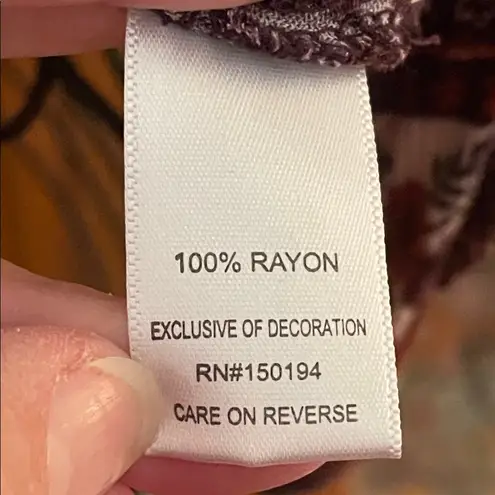 100% RAYON
EXCLUSIVE OF DECORATION
RN#150194
CARE ON REVERSE